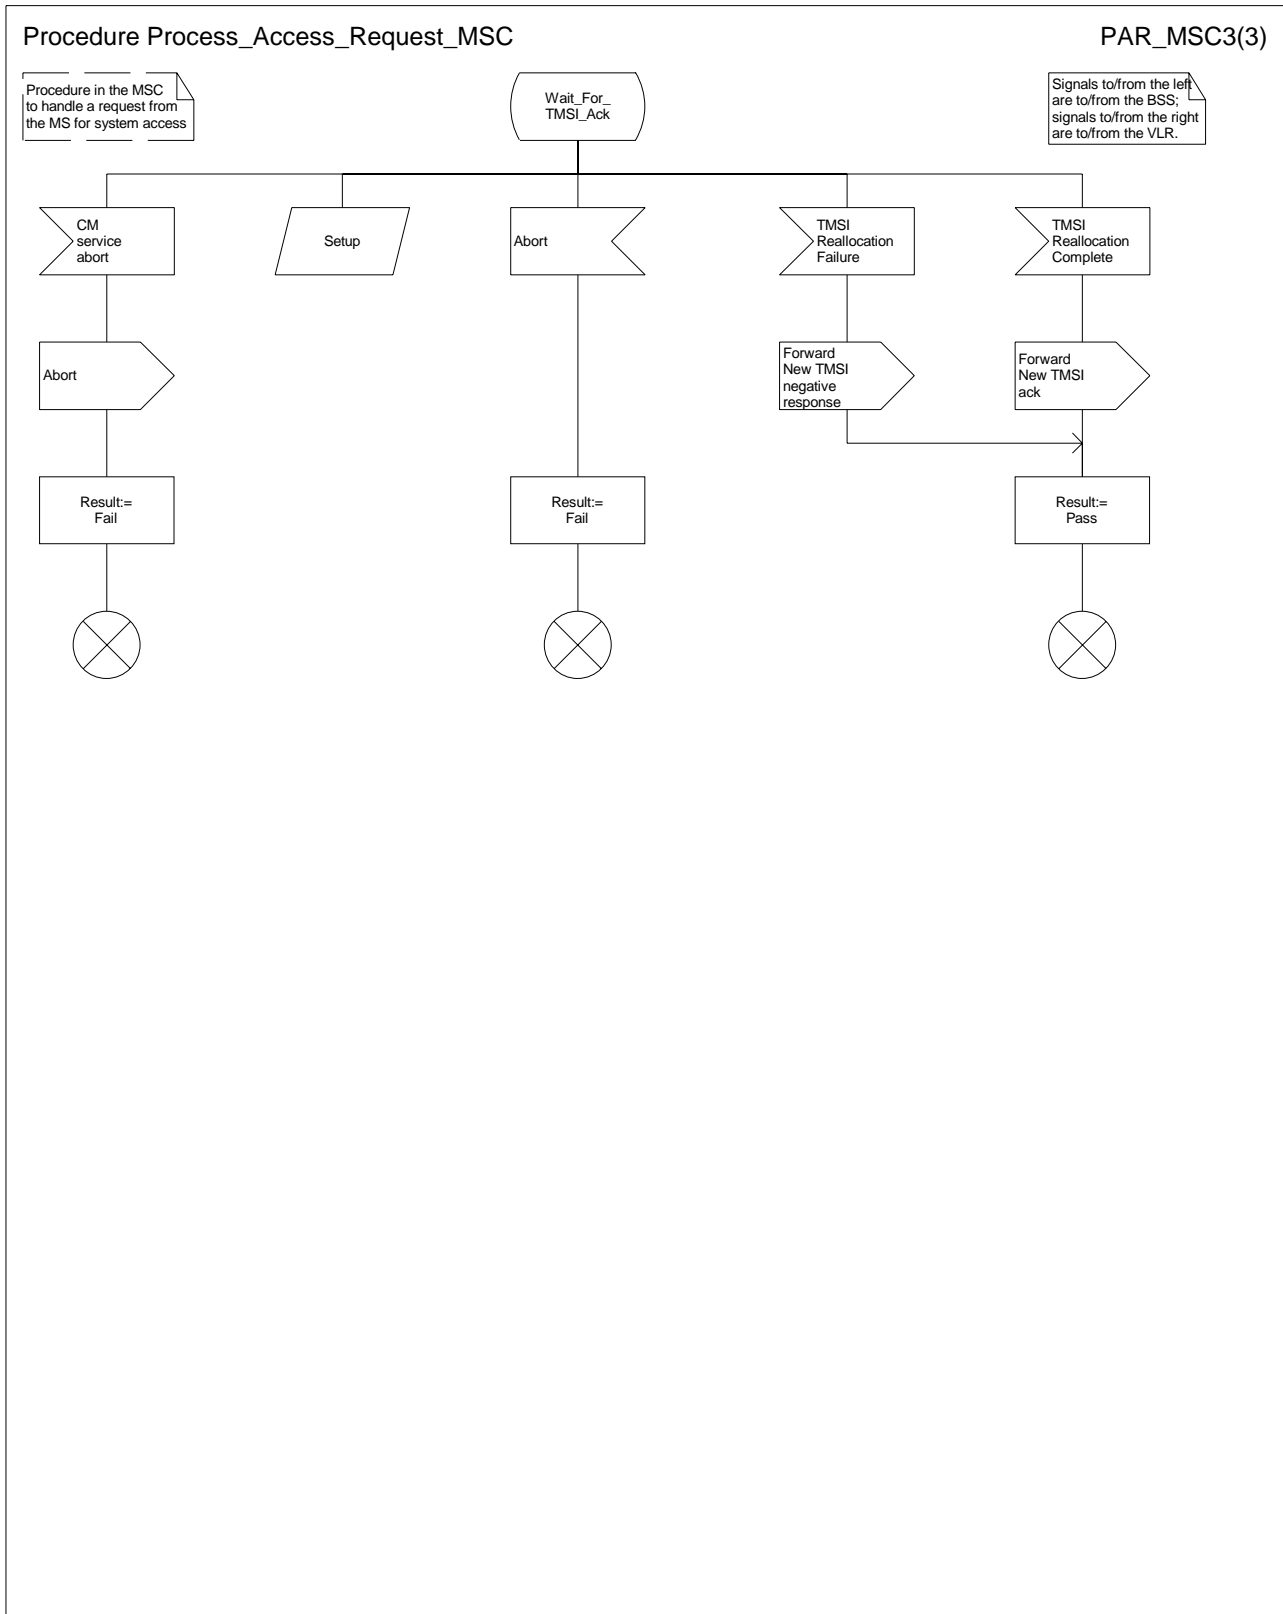 Procedure Process_Access_Request_MSC
PAR_MSC3(3)
Procedure in the MSC
to handle a request from
the MS for system access
Wait_For_
TMSI_Ack
Signals to/from the left
are to/from the BSS;
signals to/from the right
are to/from the VLR.
CM
service
abort
Setup
Abort
TMSI
Reallocation
Failure
TMSI
Reallocation
Complete
Abort
Forward
New TMSI
negative
response
Forward
New TMSI
ack
Result:=
Fail
Result:=
Fail
Result:=
Pass